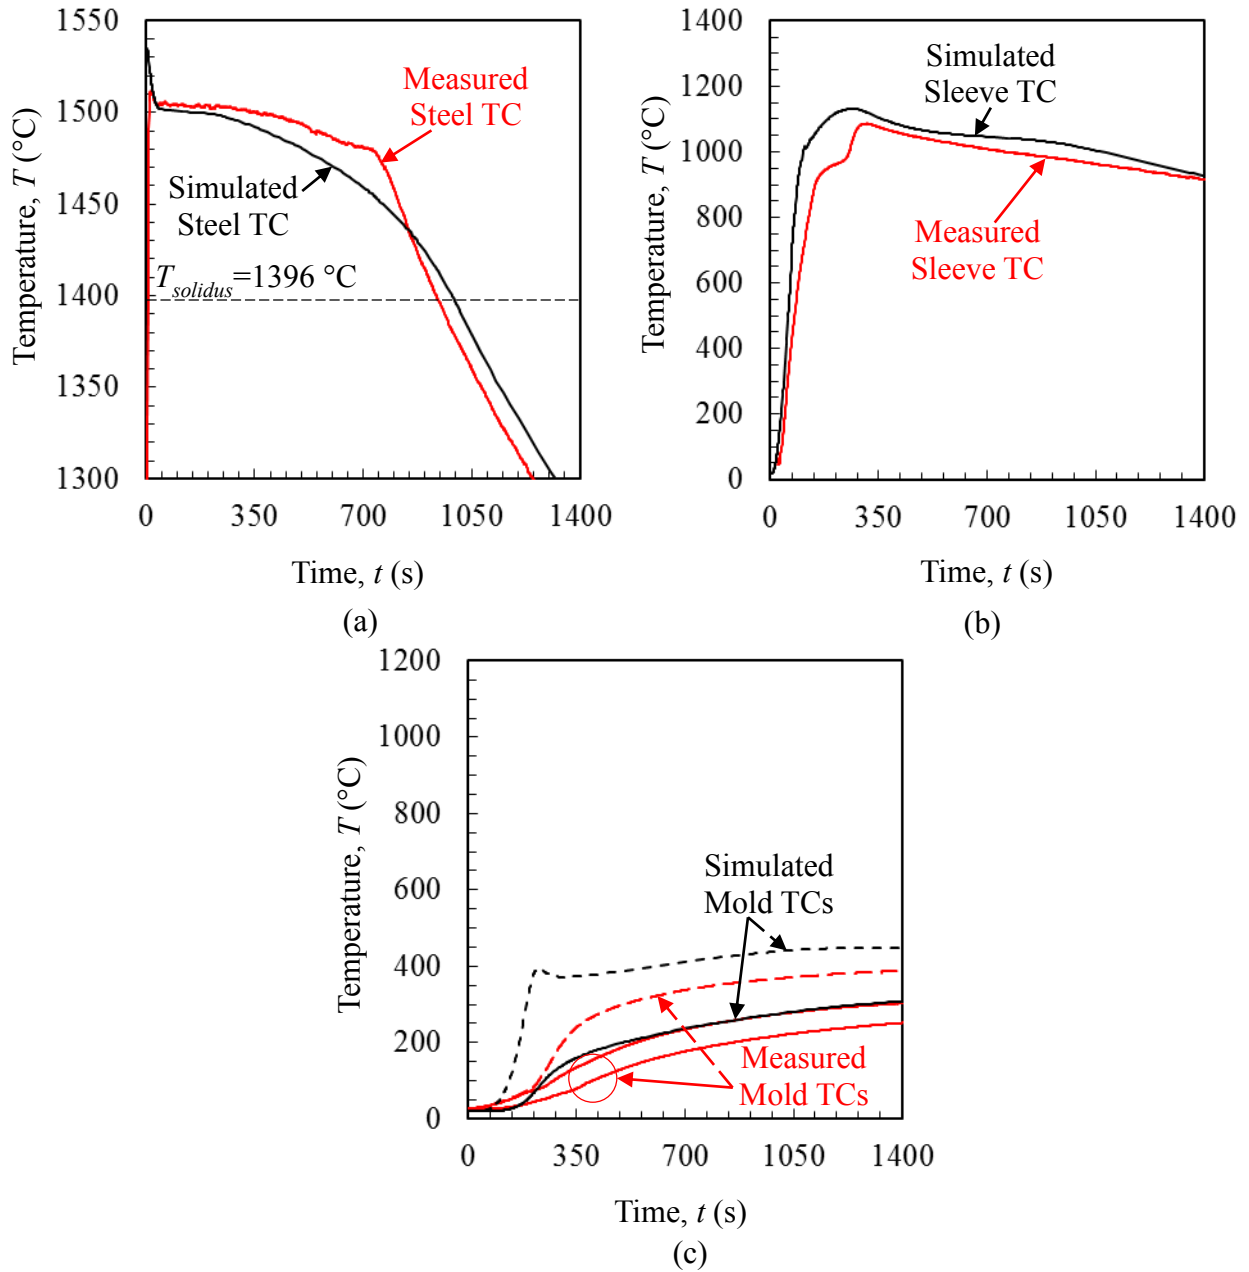 1550
1500
1450
1400
1350
1300
Temperature, T (°C)
Measured
Steel TC
Simulated
Steel TC
Tsolidus=1396 °C
0 350 700 1050 1400
Time, t (s)
(a)
1400
1200
1000
800
600
400
200
0
Temperature, T (°C)
Simulated
Sleeve TC
Measured
Sleeve TC
0 350 700 1050 1400
Time, t (s)
(b)
1200
1000
800
600
400
200
0
Temperature, T (°C)
Simulated
Mold TCs
Measured
Mold TCs
0 350 700 1050 1400
Time, t (s)
(c)